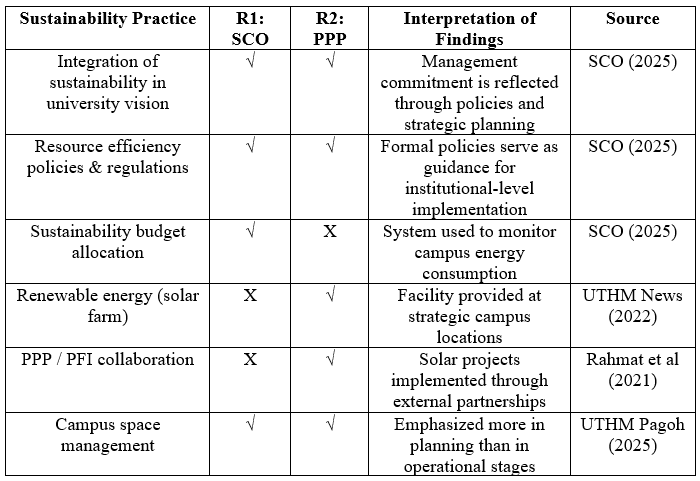 Sustainability Practice
R1:
SCO
R2:
PPP
Interpretation of
Findings
Source
Integration of
sustainability in
university vision
√
√
Management
commitment is reflected
through policies and
strategic planning
SCO (2025)
Resource efficiency
policies & regulations
√
√
Formal policies serve as
guidance for
institutional-level
implementation
SCO (2025)
Sustainability budget
allocation
√
X
System used to monitor
campus energy
consumption
SCO (2025)
Renewable energy (solar
farm)
X
√
Facility provided at
strategic campus
locations
UTHM News
(2022)
PPP / PFI collaboration
X
√
Solar projects
implemented through
external partnerships
Rahmat et al
(2021)
Campus space
management
√
√
Emphasized more in
planning than in
operational stages
UTHM Pagoh
(2025)